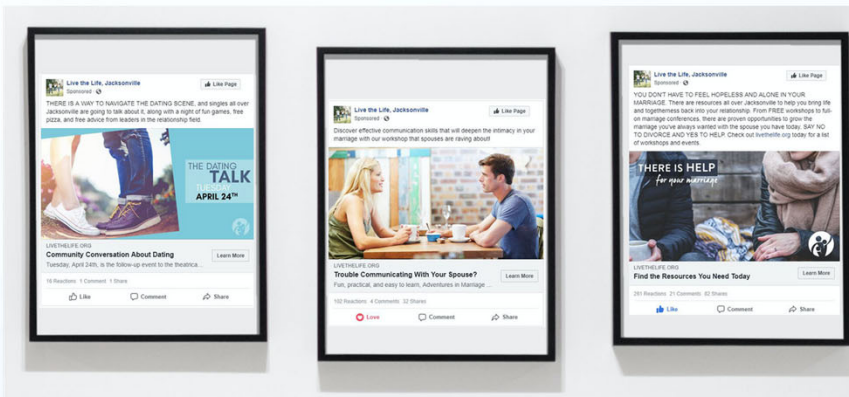 Live the Life, Jacksonville
Sponsored ·
Like Page
THERE IS A WAY TO NAVIGATE THE DATING SCENE, and singles all over
Jacksonville are going to talk about it, along with a night of fun games, free
pizza, and free advice from leaders in the relationship field.
THE DATING
TALK
TUESDAY
APRIL 24TH
LIVETHELIFE.ORG
Community Conversation About Dating
Tuesday, April 24th, is the follow-up event to the theatrica...
Learn More
16 Reactions 1 Comment 1 Share
Like Comment Share
Live the Life, Jacksonville
Sponsored ·
Like Page
Discover effective communication skills that will deepen the intimacy in your
marriage with our workshop that spouses are raving about!
LIVETHELIFE.ORG
Trouble Communicating With Your Spouse?
Fun, practical, and easy to learn, Adventures in Marriage ...
Learn More
102 Reactions 4 Comments 32 Shares
Love Comment Share
Live the Life, Jacksonville
Sponsored ·
Like Page
YOU DON'T HAVE TO FEEL HOPELESS AND ALONE IN YOUR
MARRIAGE. There are resources all over Jacksonville to help you bring life
and togetherness back into your relationship. From FREE workshops to full-
on marriage conferences, there are proven opportunities to grow the
marriage you've always wanted with the spouse you have today. SAY NO
TO DIVORCE AND YES TO HELP. Check out livethelife.org today for a list
of workshops and events.
THERE IS HELP
for your marriage
LIVETHELIFE.ORG
Find the Resources You Need Today
Learn More
281 Reactions 21 Comments 82 Shares
Like Comment Share